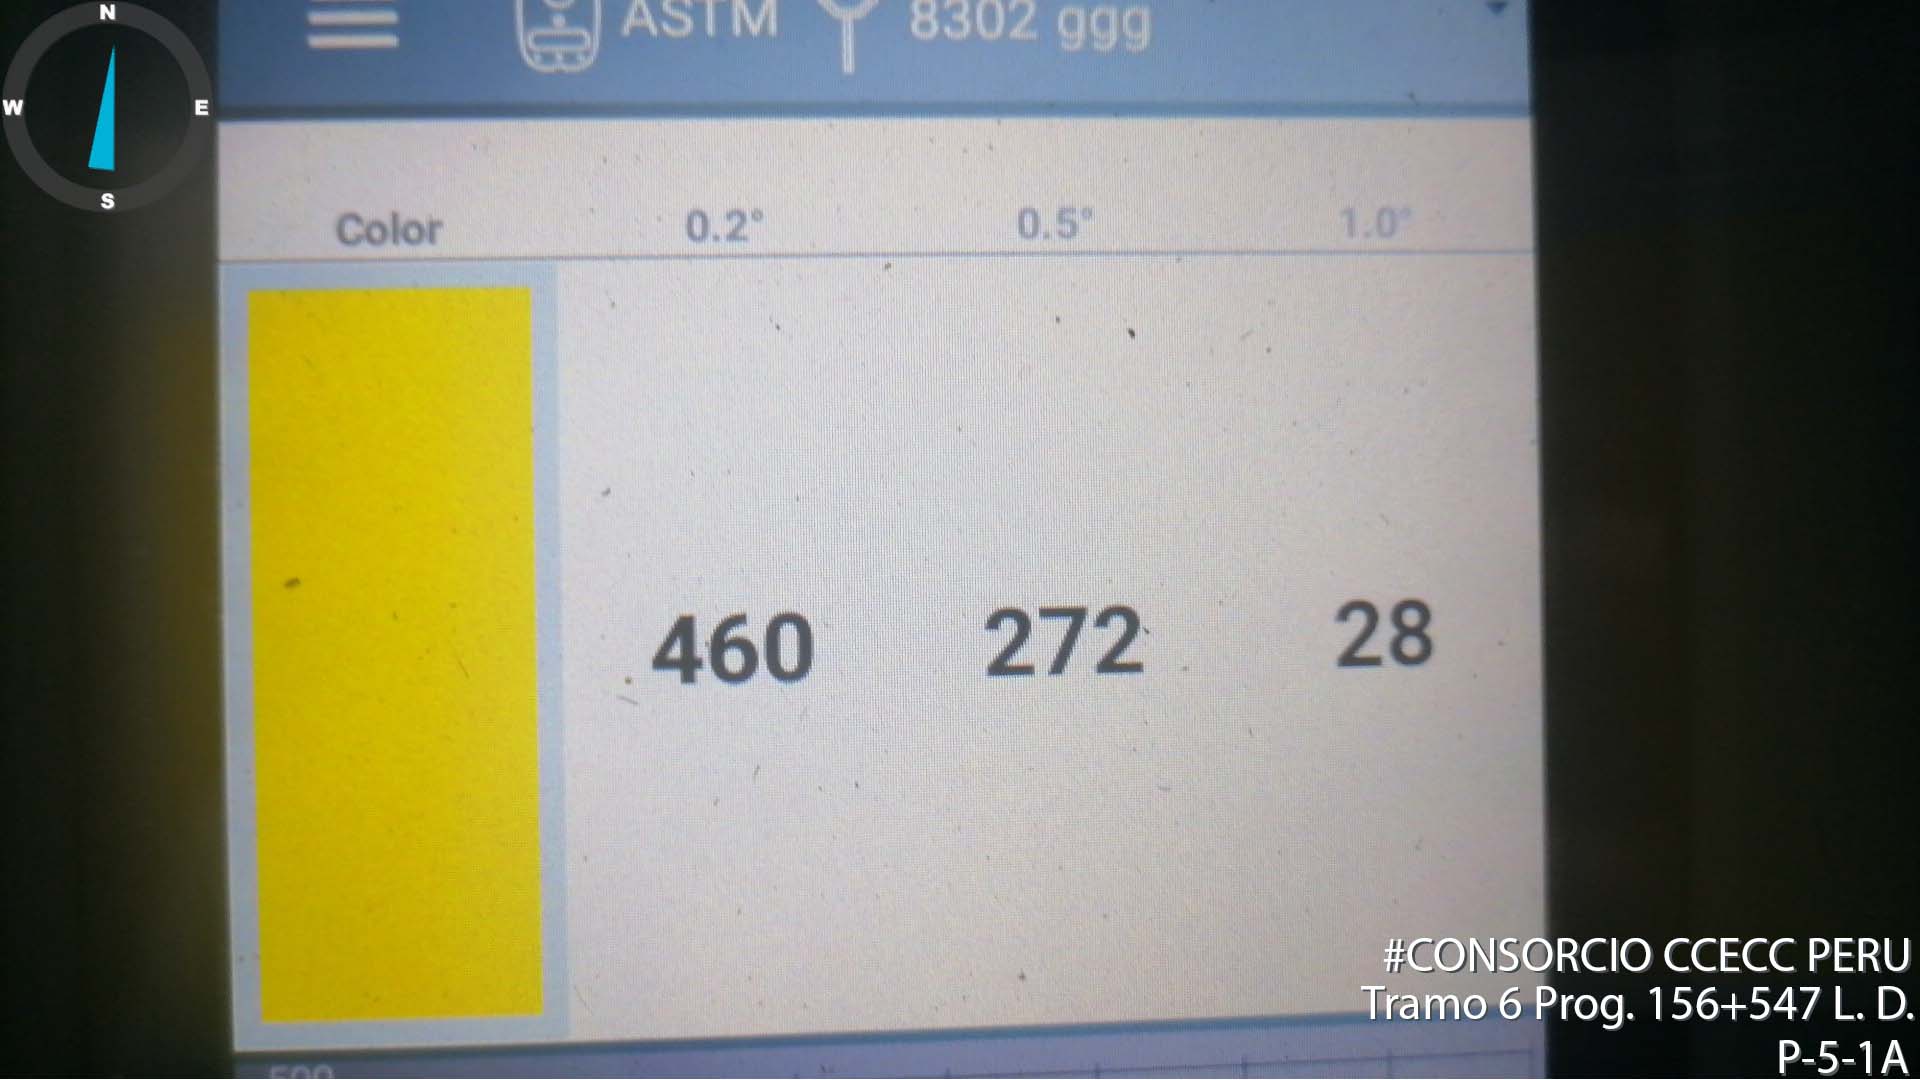 N
W E
S
ASTM 8302 ggg
Color 0.2° 0.5° 1.0°
460 272 28
#CONSORCIO CCECC PERU
Tramo 6 Prog. 156+547 L. D.
P-5-1A